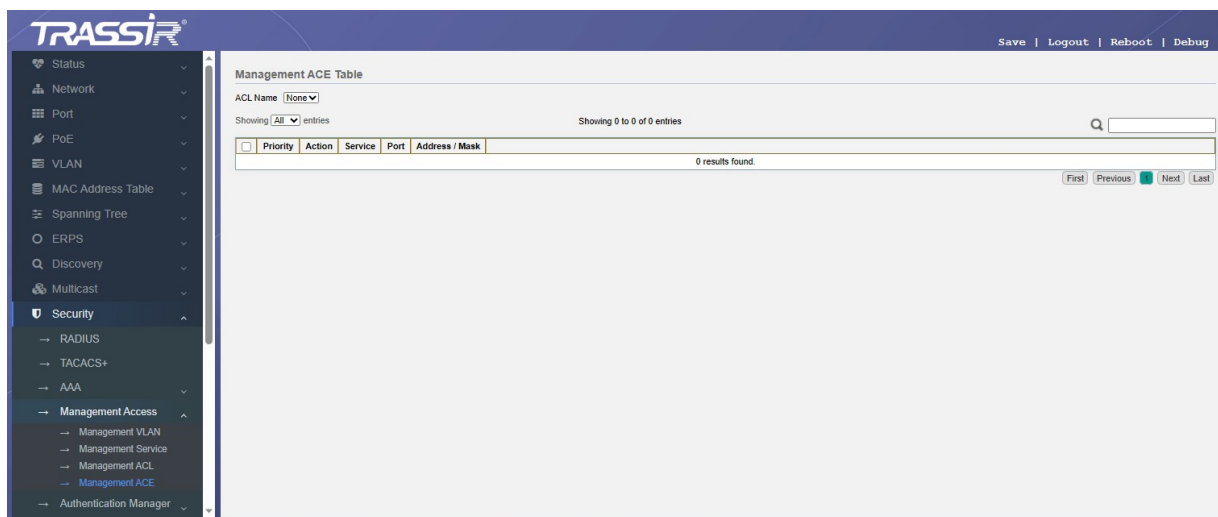 TRASSIR®
Save | Logout | Reboot | Debug
Status
Network
Port
PoE
VLAN
MAC Address Table
Spanning Tree
ERPS
Discovery
Multicast
Security
→ RADIUS
→ TACACS+
→ AAA
→ Management Access
→ Management VLAN
→ Management Service
→ Management ACL
→ Management ACE
→ Authentication Manager
Management ACE Table
ACL Name None
Showing All entries
Showing 0 to 0 of 0 entries
Priority Action Service Port Address / Mask
0 results found.
First Previous 1 Next Last